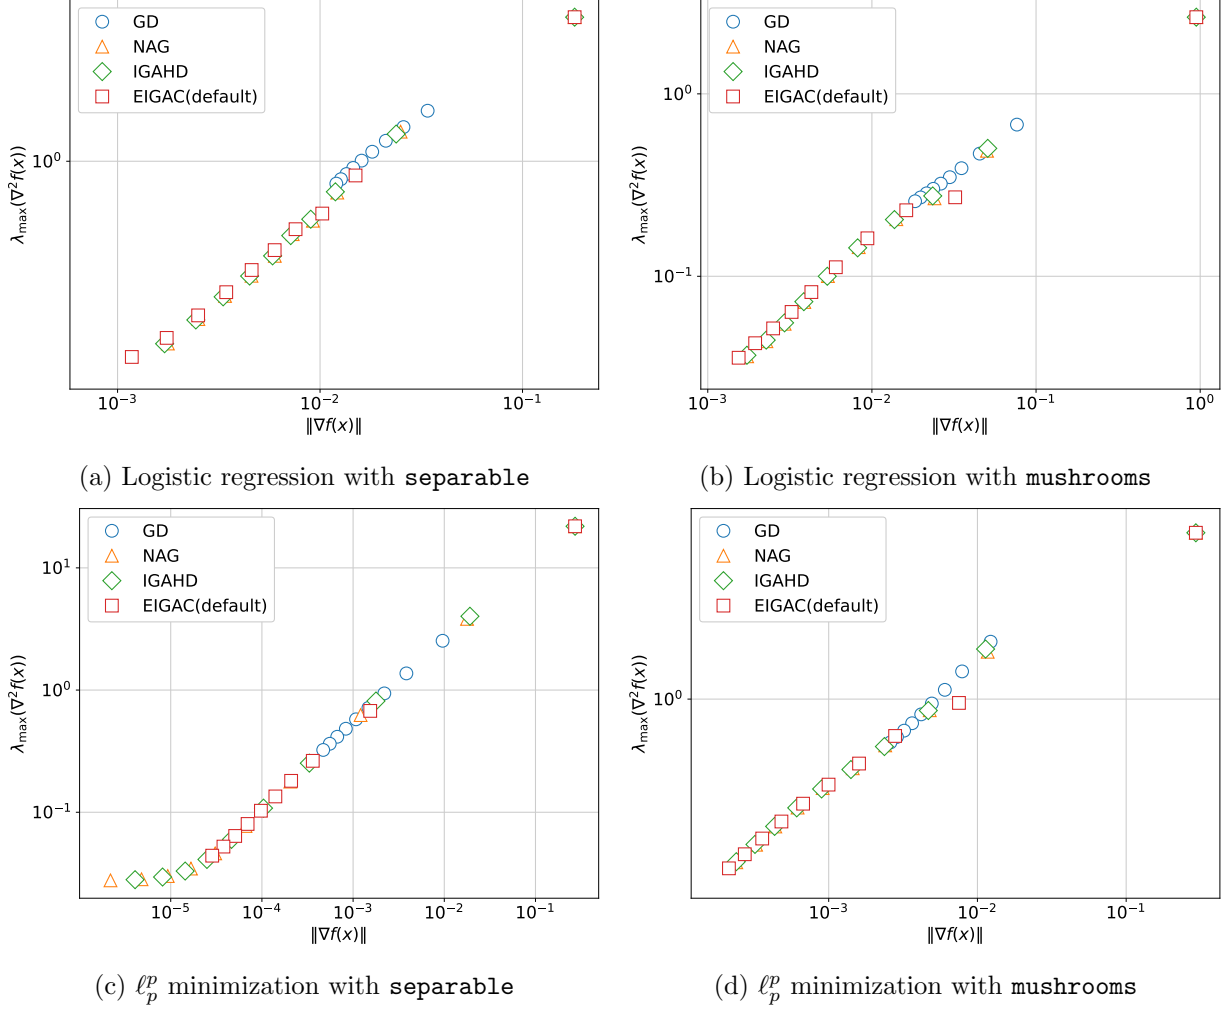 GD
NAG
IGAHD
EIGAC(default)
10⁰
λmax(∇²f(x))
10⁻³ 10⁻² 10⁻¹
‖∇f(x)‖
(a) Logistic regression with separable
GD
NAG
IGAHD
EIGAC(default)
10⁰
10⁻¹
λmax(∇²f(x))
10⁻³ 10⁻² 10⁻¹ 10⁰
‖∇f(x)‖
(b) Logistic regression with mushrooms
GD
NAG
IGAHD
EIGAC(default)
10¹
10⁰
10⁻¹
λmax(∇²f(x))
10⁻⁵ 10⁻⁴ 10⁻³ 10⁻² 10⁻¹
‖∇f(x)‖
(c) ℓₚᵖ minimization with separable
GD
NAG
IGAHD
EIGAC(default)
10⁰
λmax(∇²f(x))
10⁻³ 10⁻² 10⁻¹
‖∇f(x)‖
(d) ℓₚᵖ minimization with mushrooms